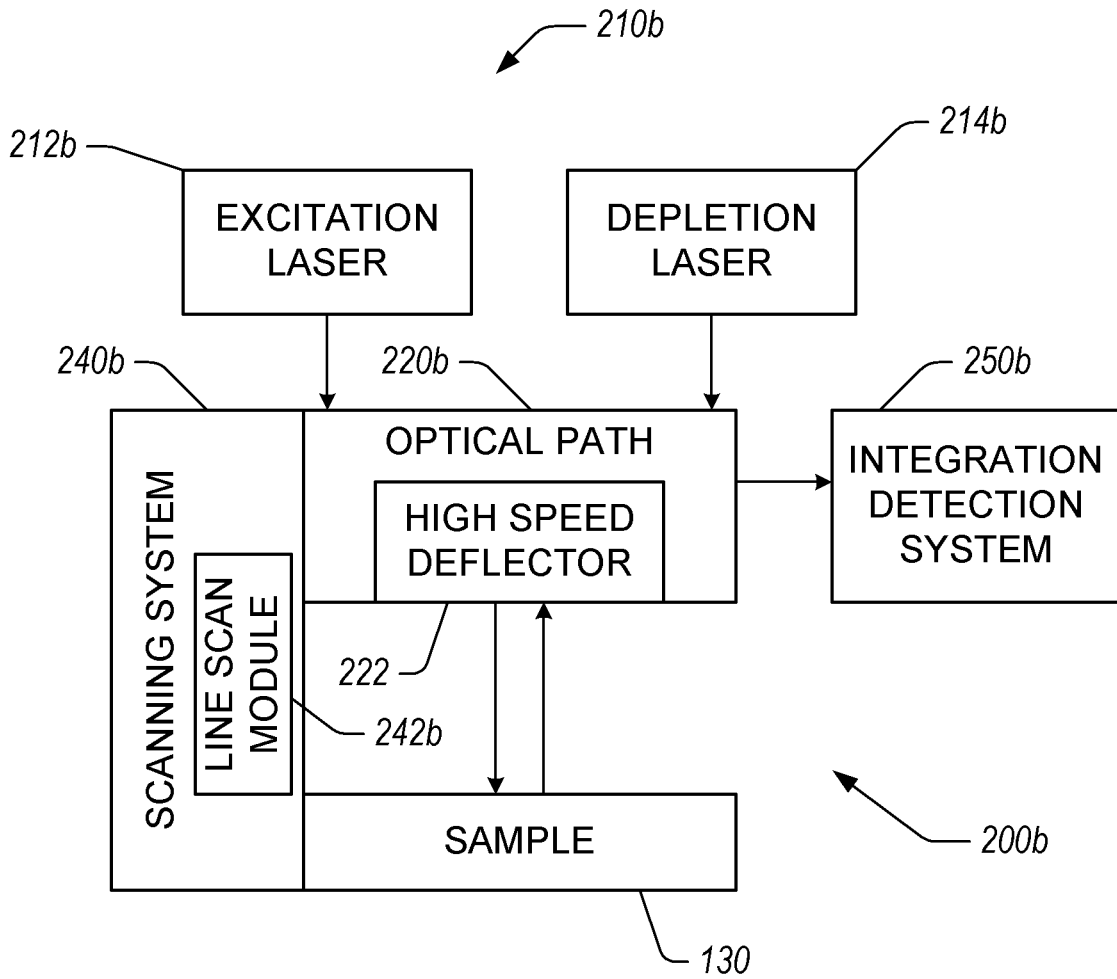 210b
212b
214b
EXCITATION
LASER
DEPLETION
LASER
240b
220b
250b
OPTICAL PATH
HIGH SPEED
DEFLECTOR
INTEGRATION
DETECTION
SYSTEM
SCANNING SYSTEM
LINE SCAN
MODULE
222
242b
SAMPLE
200b
130